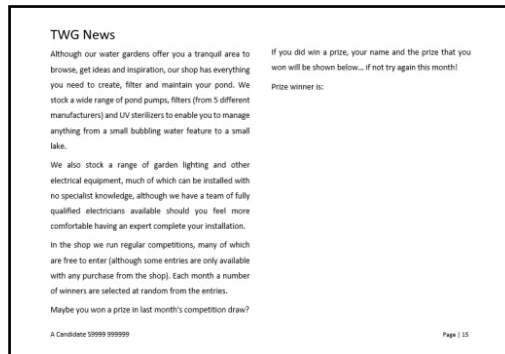 TWG News
Although our water gardens offer you a tranquil area to
browse, get ideas and inspiration, our shop has everything
you need to create, filter and maintain your pond. We
stock a wide range of pond pumps, filters (from 5 different
manufacturers) and UV sterilizers to enable you to manage
anything from a small bubbling water feature to a small
lake.
We also stock a range of garden lighting and other
electrical equipment, much of which can be installed with
no specialist knowledge, although we have a team of fully
qualified electricians available should you feel more
comfortable having an expert complete your installation.
In the shop we run regular competitions, many of which
are free to enter (although some entries are only available
with any purchase from the shop). Each month a number
of winners are selected at random from the entries.
Maybe you won a prize in last month's competition draw?
If you did win a prize, your name and the prize that you
won will be shown below... if not try again this month!
Prize winner is:
A Candidate S9999 999999
Page | 15